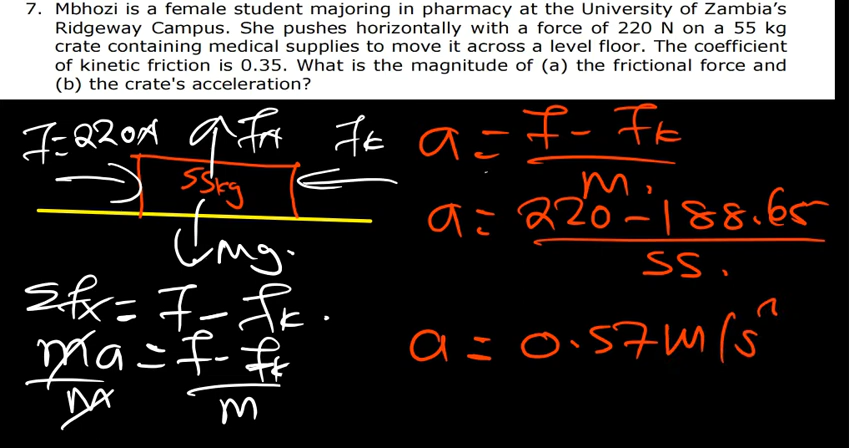 7. Mbhozi is a female student majoring in pharmacy at the University of Zambia's
Ridgeway Campus. She pushes horizontally with a force of 220 N on a 55 kg
crate containing medical supplies to move it across a level floor. The coefficient
of kinetic friction is 0.35. What is the magnitude of (a) the frictional force and
(b) the crate's acceleration?
F=220N
FN
Fk
55kg
mg.
Σfx = F - fk.
ma = F - fk
m m
a = F - Fk
m.
a = 220 - 188.65
55.
a = 0.57m/s²